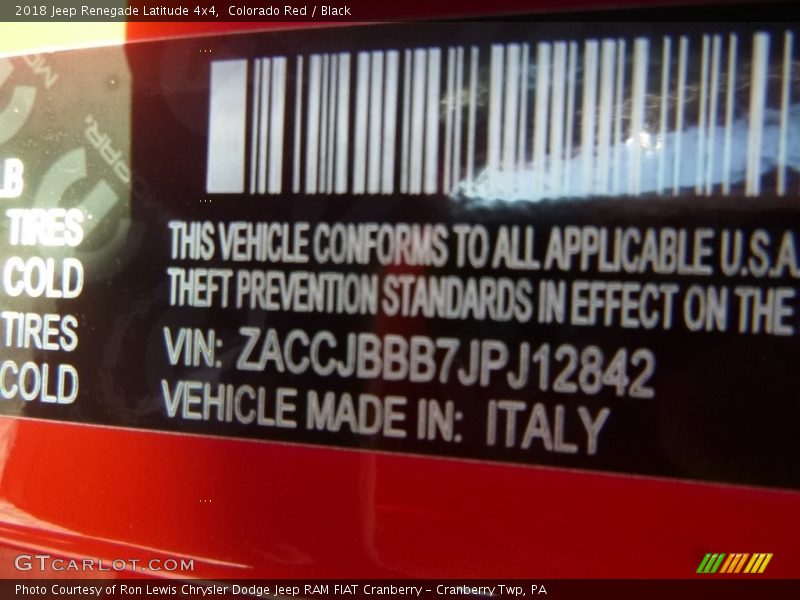 2018 Jeep Renegade Latitude 4x4, Colorado Red / Black
LB
TIRES
COLD
TIRES
COLD
THIS VEHICLE CONFORMS TO ALL APPLICABLE U.S.A.
THEFT PREVENTION STANDARDS IN EFFECT ON THE
VIN: ZACCJBBB7JPJ12842
VEHICLE MADE IN: ITALY
GTCARLOT.COM
Photo Courtesy of Ron Lewis Chrysler Dodge Jeep RAM FIAT Cranberry - Cranberry Twp, PA